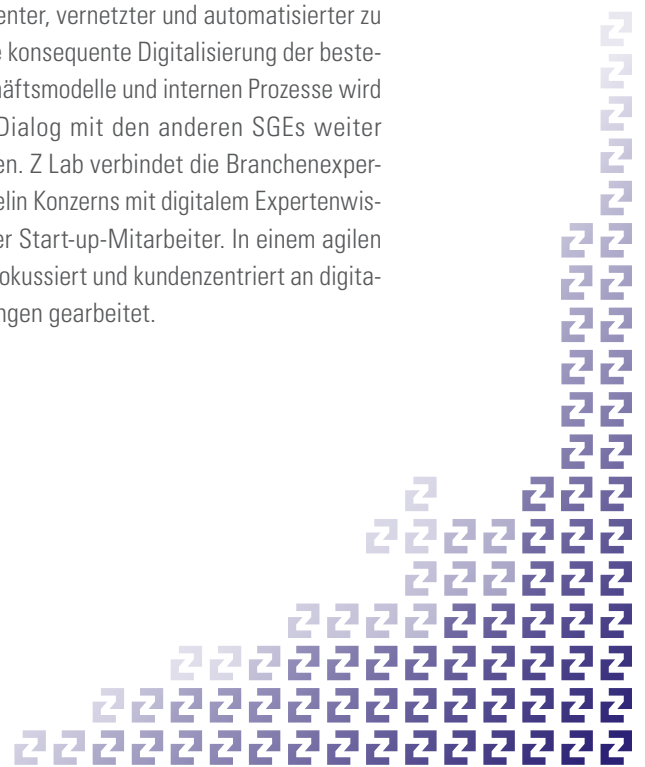 enter, vernetzter und automatisierter zu
e konsequente Digitalisierung der beste-
äftsmodelle und internen Prozesse wird
Dialog mit den anderen SGEs weiter
en. Z Lab verbindet die Branchenexper-
elin Konzerns mit digitalem Expertenwis-
er Start-up-Mitarbeiter. In einem agilen
okussiert und kundenzentriert an digita-
ngen gearbeitet.